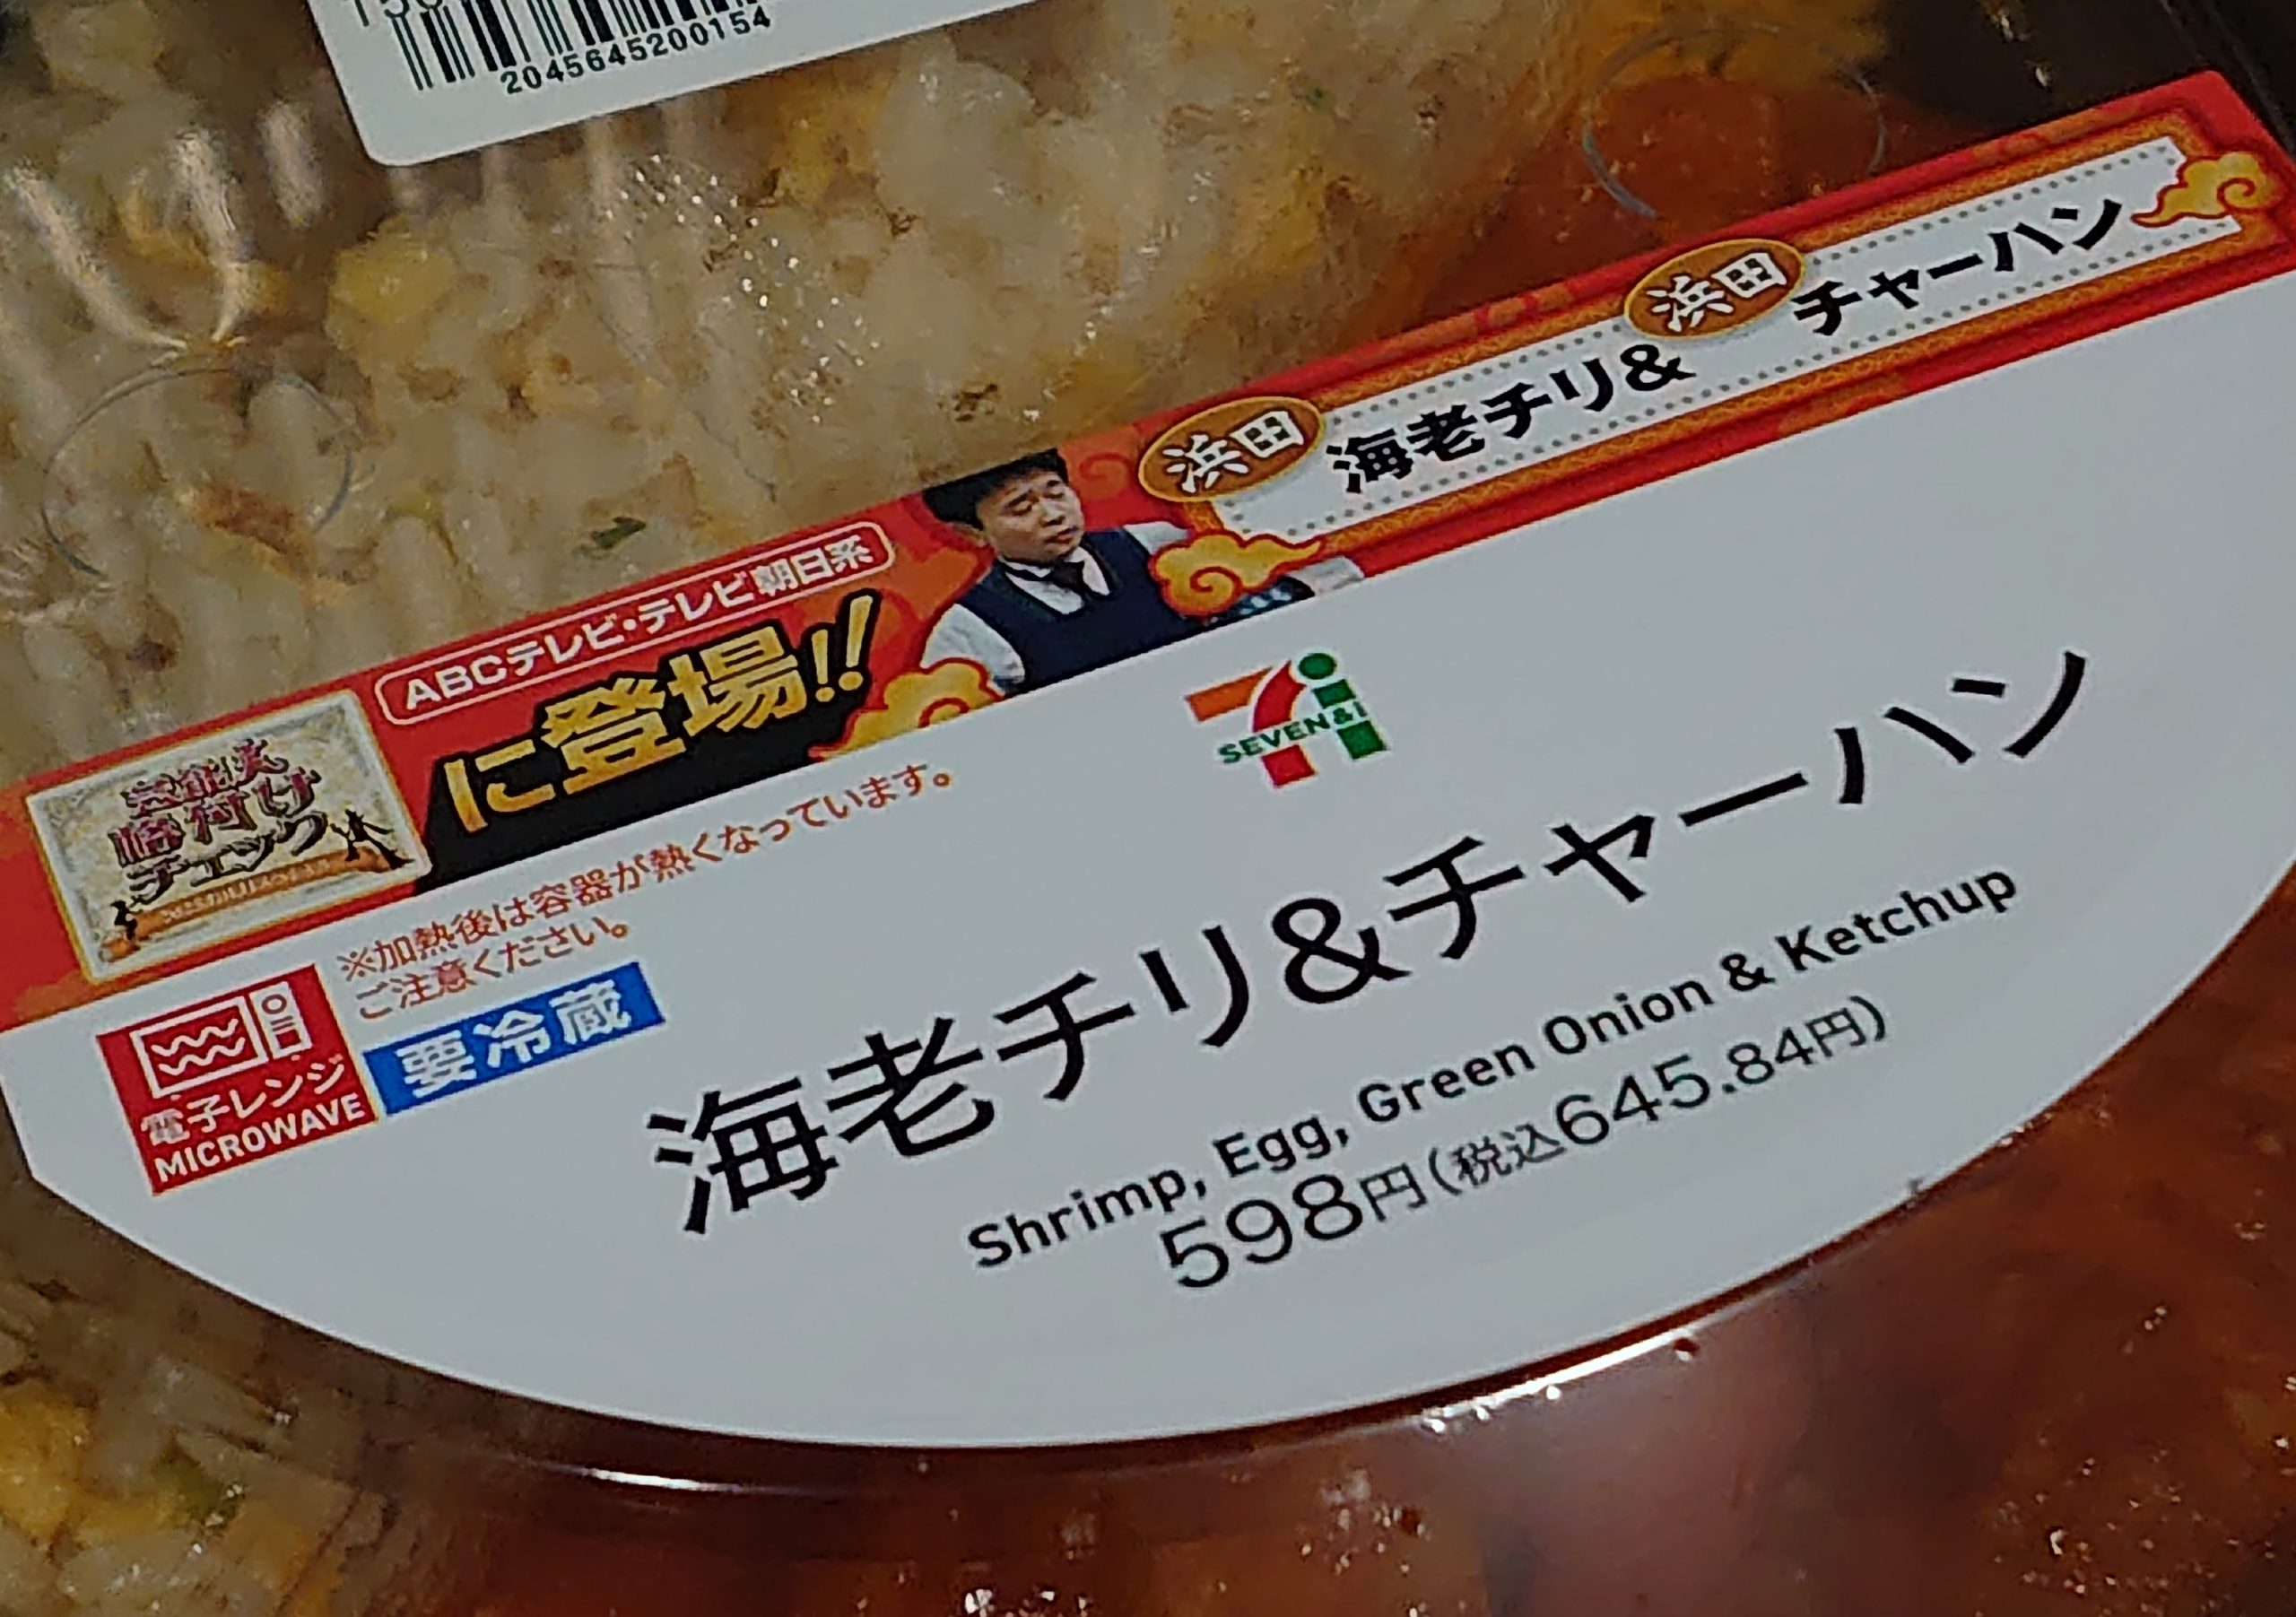 2045645200154
浜田 海老チリ& 浜田 チャーハン
ABCテレビ・テレビ朝日系
に登場!!
芸能人
格付け
チェック
SEVEN&i
※加熱後は容器が熱くなっています。
ご注意ください。
電子レンジ
MICROWAVE
要冷蔵
海老チリ&チャーハン
Shrimp, Egg, Green Onion & Ketchup
598円(税込645.84円)